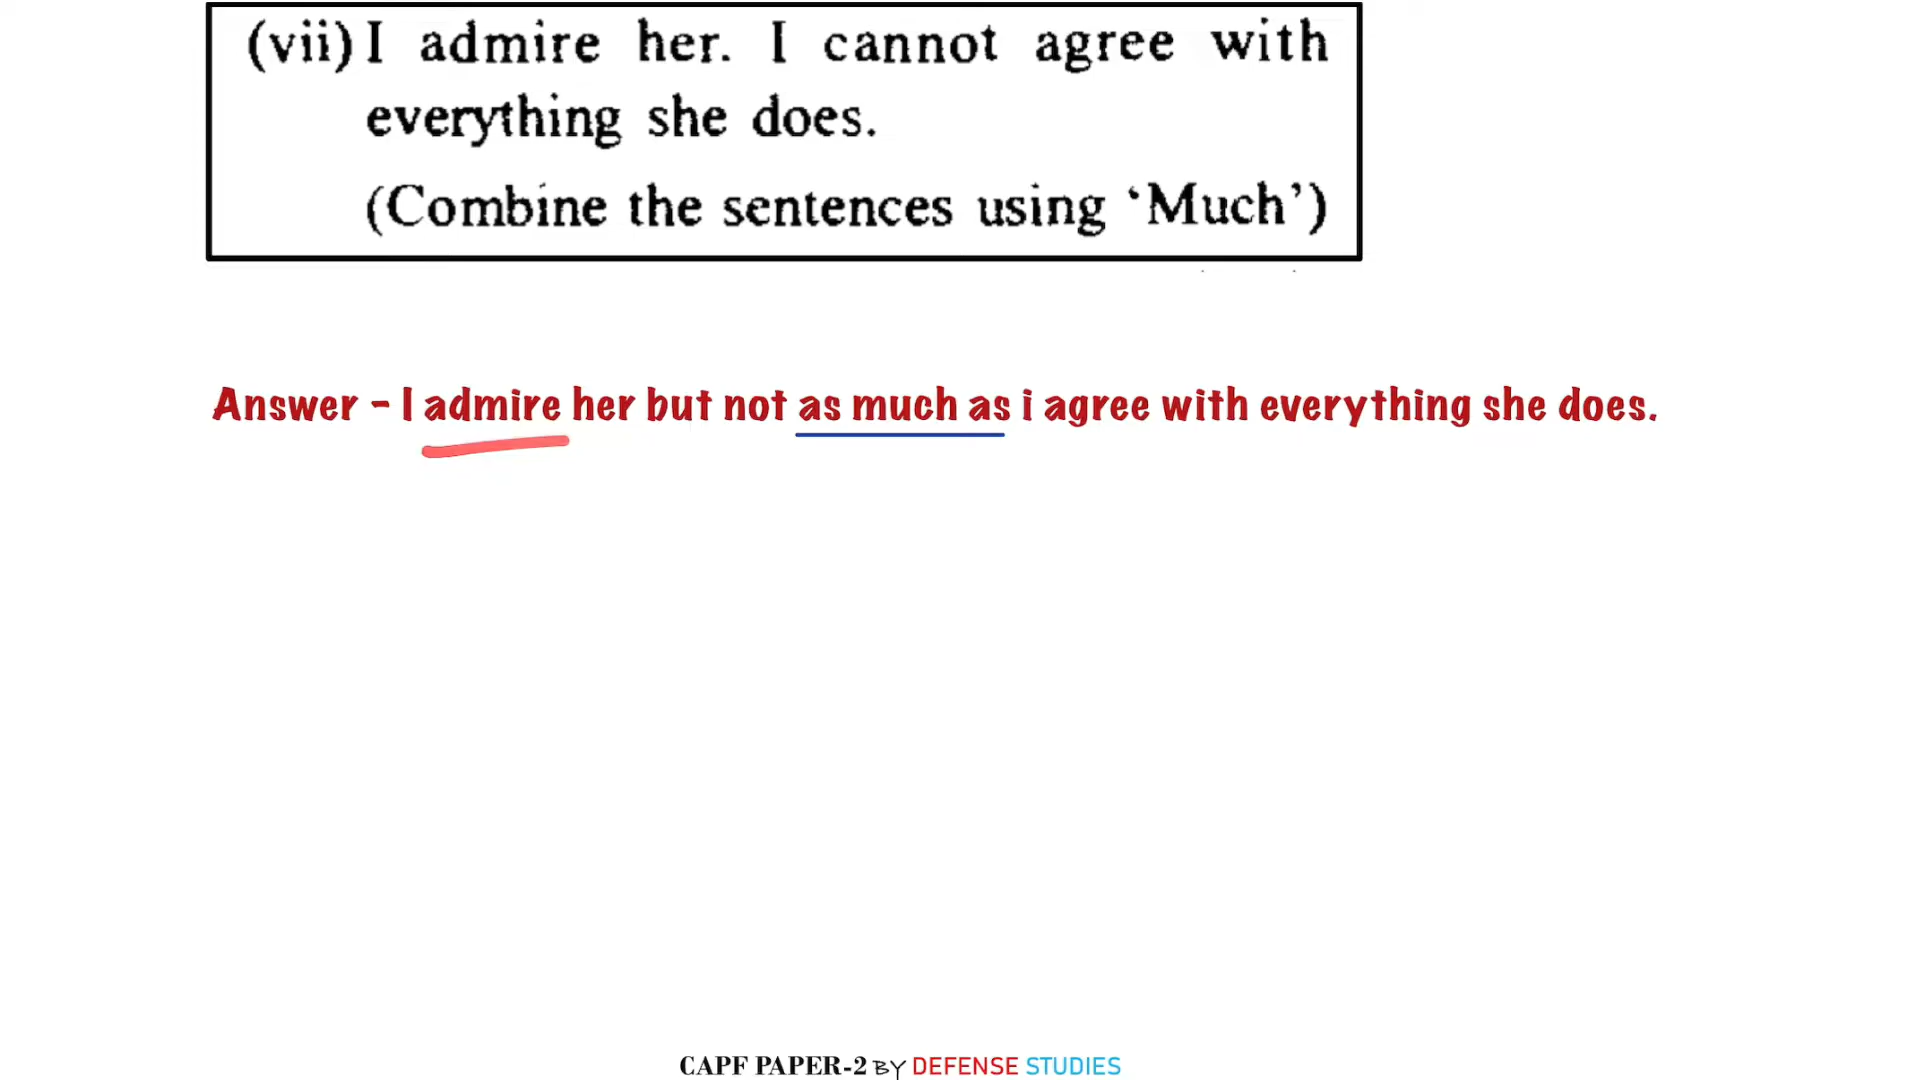 (vii) I admire her. I cannot agree with
everything she does.
(Combine the sentences using ‘Much’)
Answer - I admire her but not as much as i agree with everything she does.
CAPF PAPER-2 BY DEFENSE STUDIES